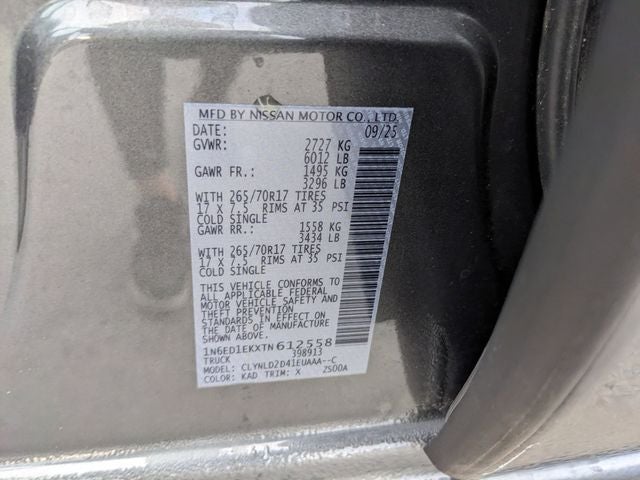 MFD BY NISSAN MOTOR CO., LTD.
DATE: 09/25
GVWR: 2727 KG
6012 LB
GAWR FR.: 1495 KG
3296 LB
WITH 265/70R17 TIRES
17 X 7.5 RIMS AT 35 PSI
COLD SINGLE
GAWR RR.: 1558 KG
3434 LB
WITH 265/70R17 TIRES
17 X 7.5 RIMS AT 35 PSI
COLD SINGLE
THIS VEHICLE CONFORMS TO
ALL APPLICABLE FEDERAL
MOTOR VEHICLE SAFETY AND
THEFT PREVENTION
STANDARDS IN EFFECT ON
THE DATE OF MANUFACTURE
1N6ED1EKXTN612558
TRUCK 398913
MODEL: CLYNLD2D41EUAAA--C
COLOR: KAD TRIM: X ZS00A